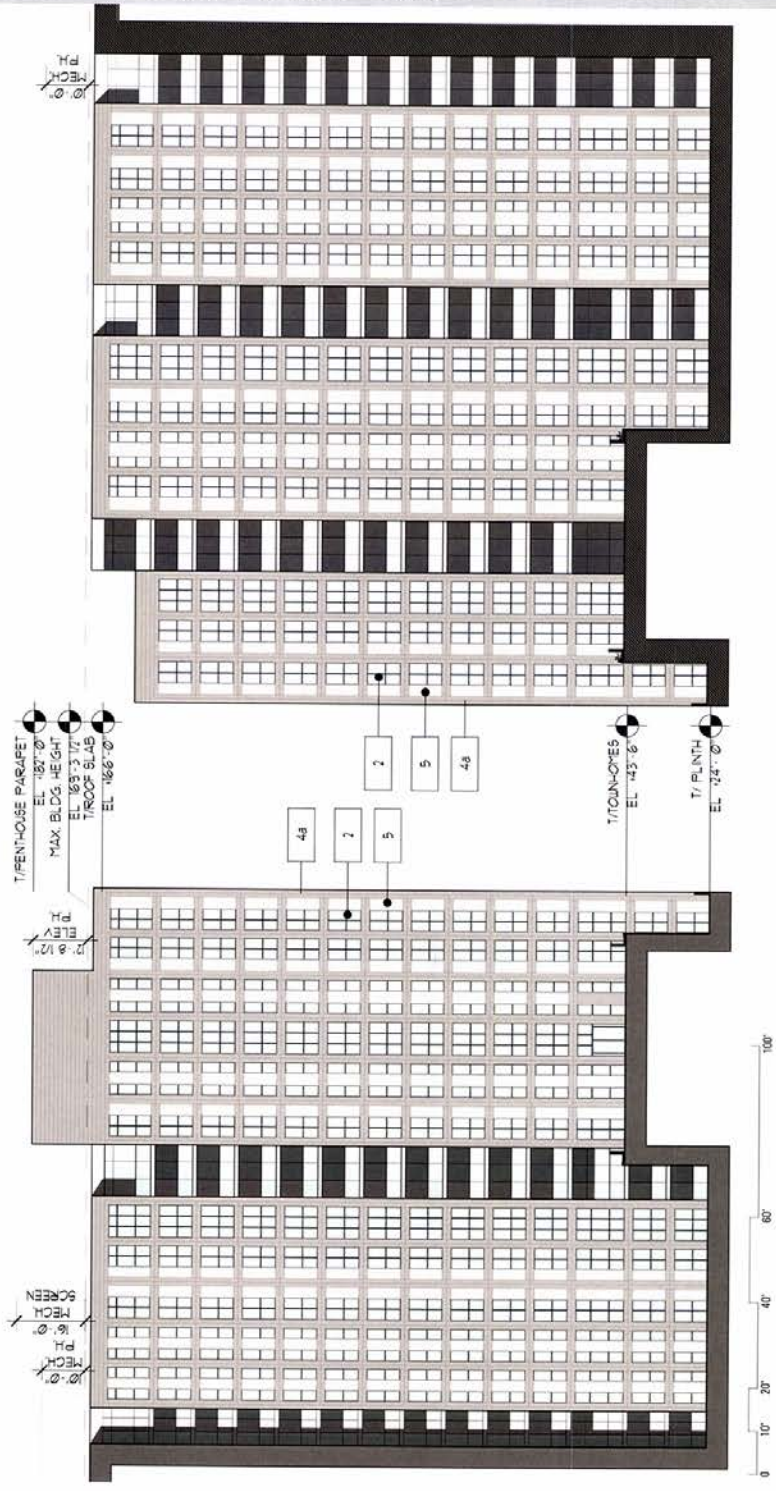 MECH.
P.H.
10'-0"
T/PENTHOUSE PARAPET
EL +182'-0"
MAX. BLDG. HEIGHT
EL 169'-3 1/2"
T/ROOF SLAB
EL +166'-0"
2
5
4a
T/TOWNHOMES
EL +43'-6"
T/ PLINTH
EL +24'-0"
4a
2
5
ELEV
P.H.
12'-8 1/2"
MECH.
SCREEN
16'-0"
MECH.
P.H.
10'-0"
0
10'
20'
40'
60'
100'